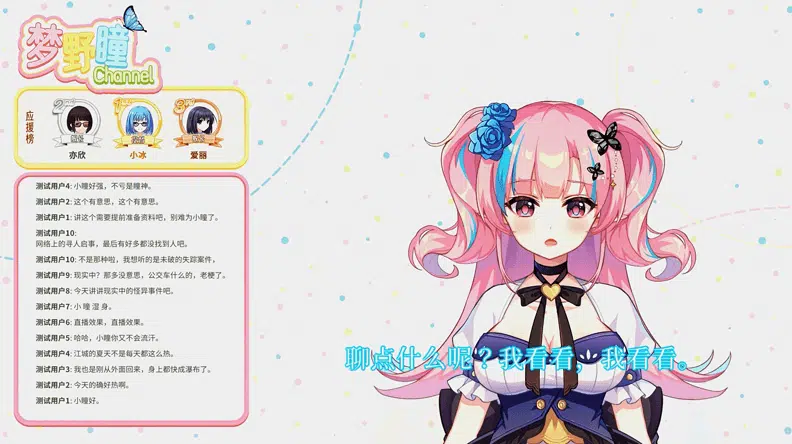 梦野瞳
Channel
应援榜
亦欣
小冰
爱丽
测试用户4: 小瞳好强，不亏是瞳神。
测试用户2: 这个有意思，这个有意思。
测试用户1: 讲这个需要提前准备资料吧，别难为小瞳了。
测试用户10:
网络上的寻人启事，最后有好多都没找到人吧。
测试用户10: 不是那种啦，我想听的是未破的失踪案件，
测试用户9: 现实中？那多没意思，公交车什么的，老梗了。
测试用户8: 今天讲讲现实中的怪异事件吧。
测试用户7: 小 瞳 湿 身。
测试用户6: 直播效果，直播效果。
测试用户5: 哈哈，小瞳你又不会流汗。
测试用户4: 江城的夏天不是每天都这么热。
测试用户3: 我也是刚从外面回来，身上都快成瀑布了。
测试用户2: 今天的确好热啊。
测试用户1: 小瞳好。
聊点什么呢？我看看，我看看。